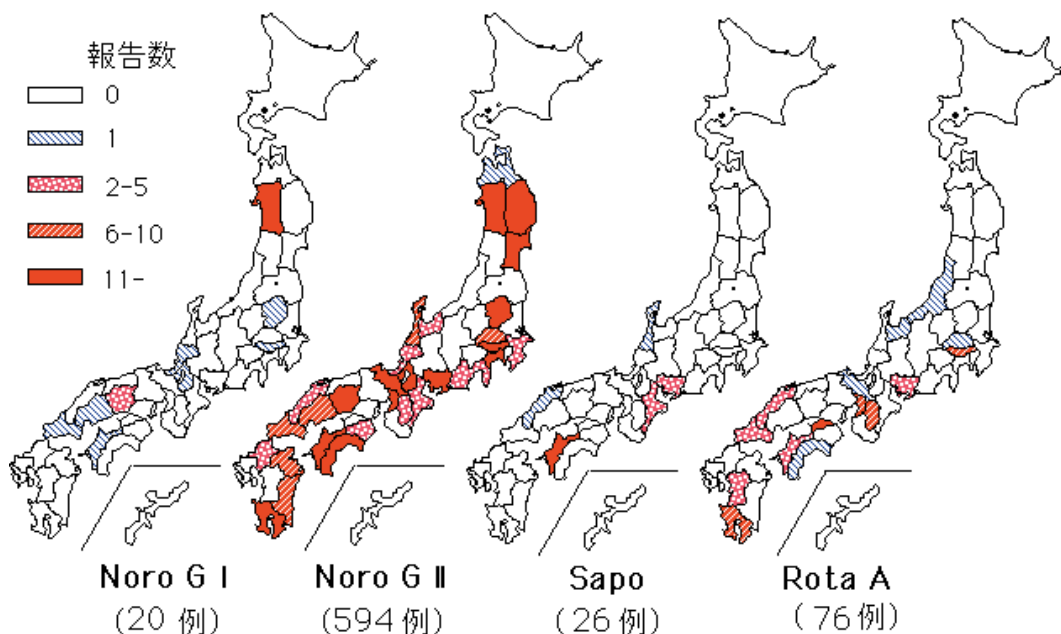 報告数
0
1
2-5
6-10
11-
Noro G I
(20 例)
Noro G II
(594 例)
Sapo
(26 例)
Rota A
(76 例)